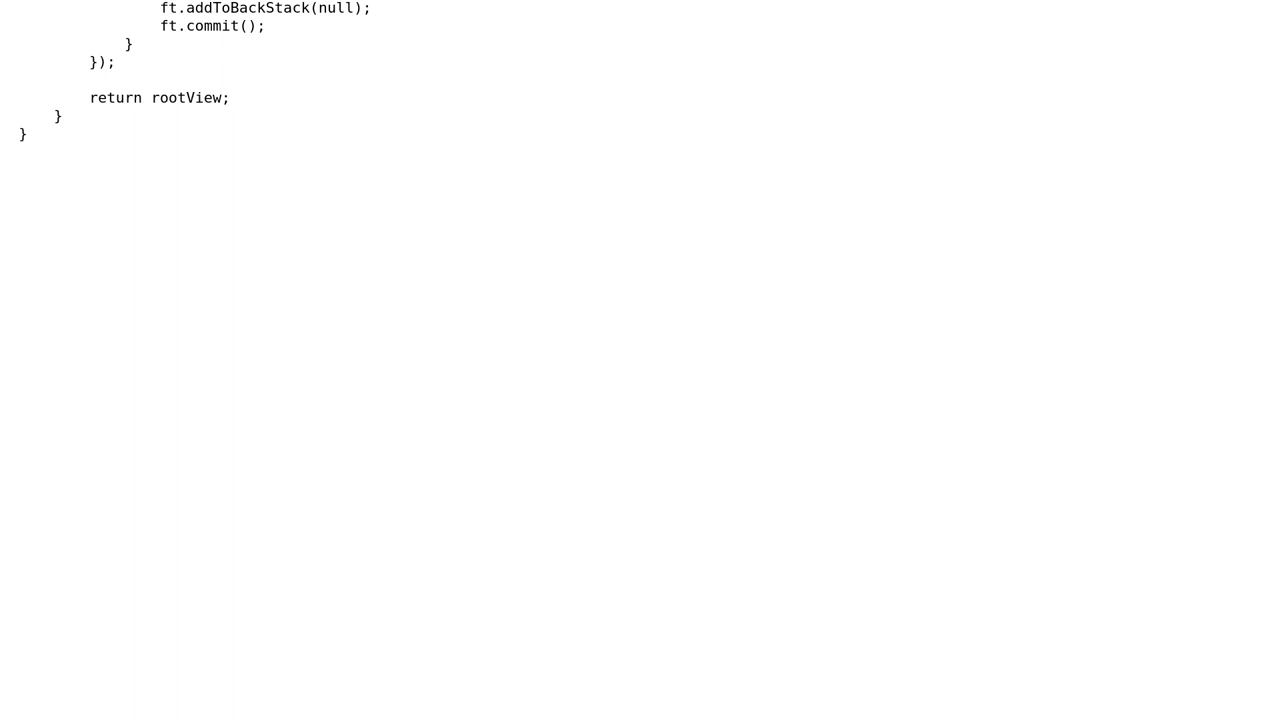 ft.addToBackStack(null);
ft.commit();
}
});
return rootView;
}
}